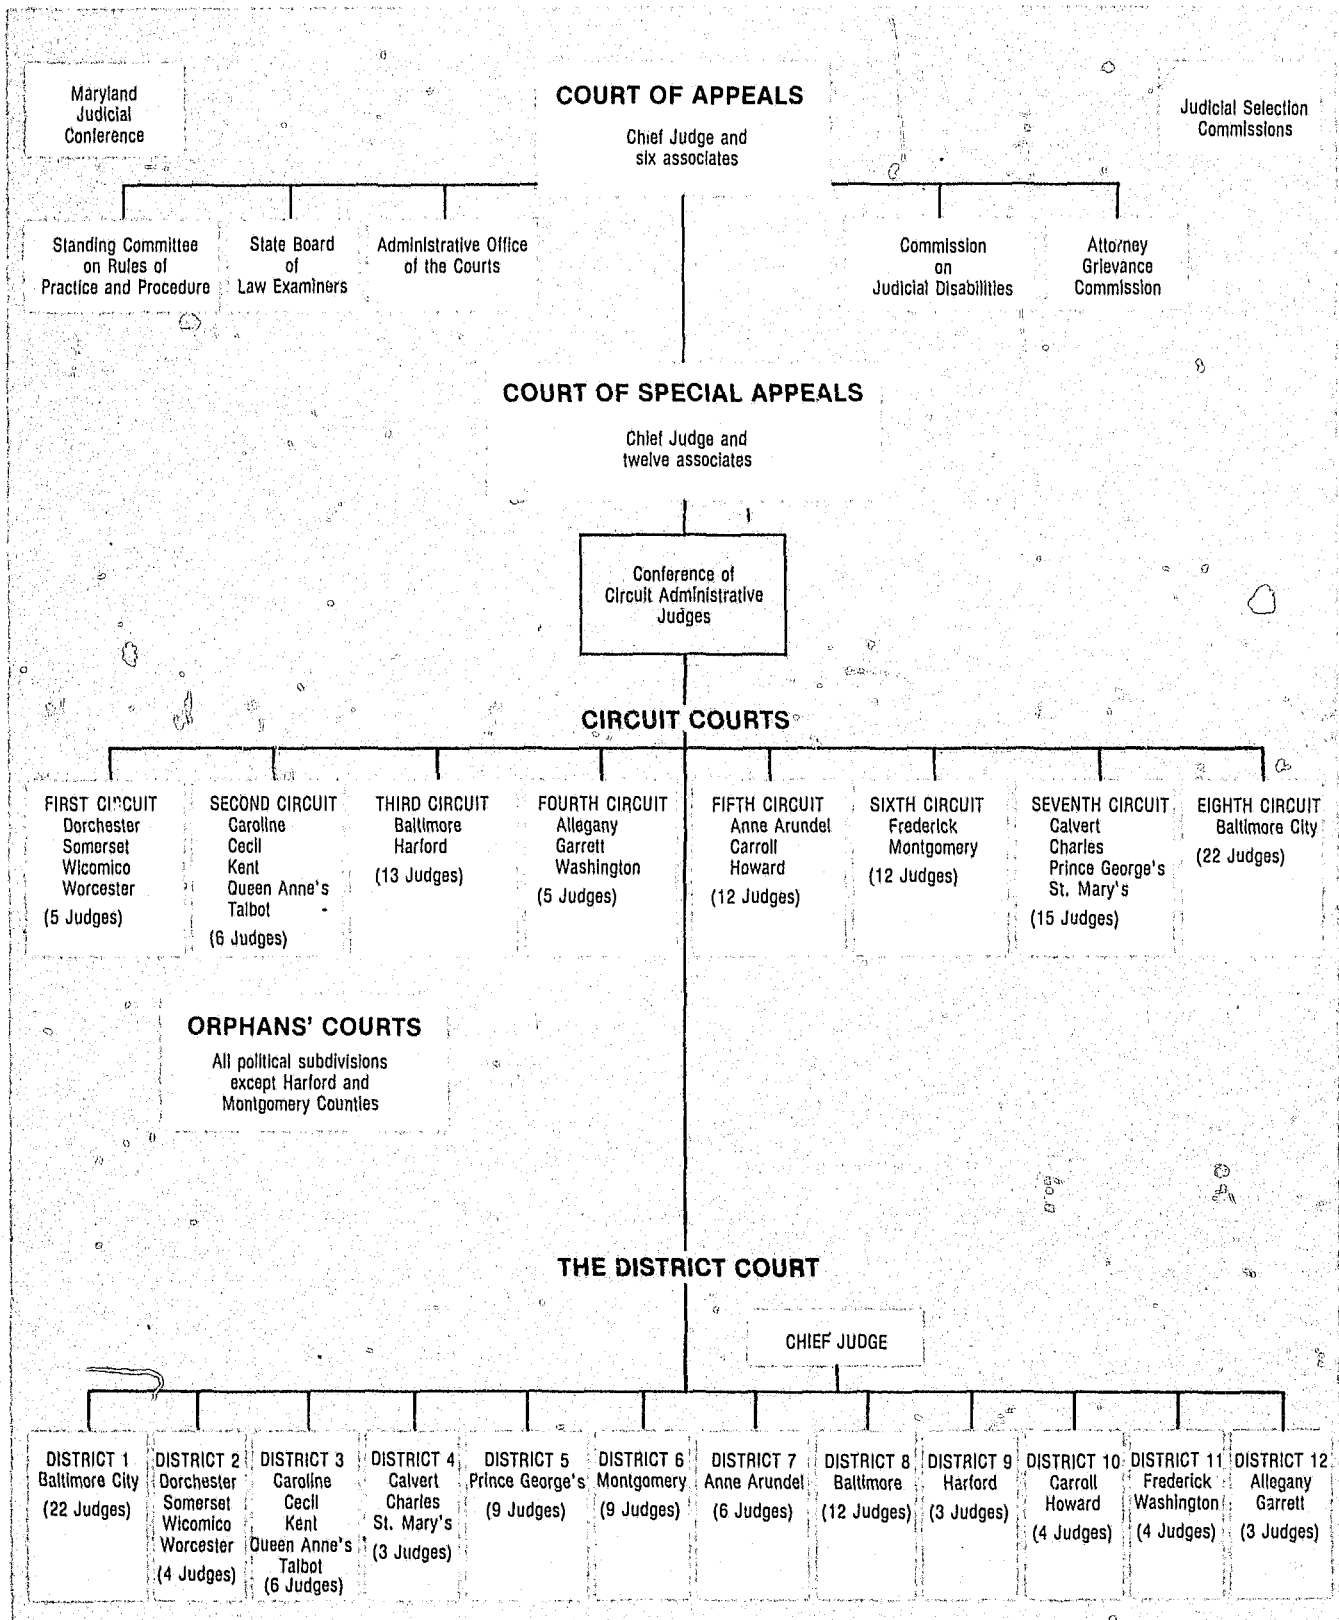 Maryland
Judicial
Conference
COURT OF APPEALS
Chief Judge and
six associates
Judicial Selection
Commissions
Standing Committee
on Rules of
Practice and Procedure
State Board
of
Law Examiners
Administrative Office
of the Courts
Commission
on
Judicial Disabilities
Attorney
Grievance
Commission
COURT OF SPECIAL APPEALS
Chief Judge and
twelve associates
Conference of
Circuit Administrative
Judges
CIRCUIT COURTS
FIRST CIRCUIT
Dorchester
Somerset
Wicomico
Worcester
(5 Judges)
SECOND CIRCUIT
Caroline
Cecil
Kent
Queen Anne's
Talbot
(6 Judges)
THIRD CIRCUIT
Baltimore
Harford
(13 Judges)
FOURTH CIRCUIT
Allegany
Garrett
Washington
(5 Judges)
FIFTH CIRCUIT
Anne Arundel
Carroll
Howard
(12 Judges)
SIXTH CIRCUIT
Frederick
Montgomery
(12 Judges)
SEVENTH CIRCUIT
Calvert
Charles
Prince George's
St. Mary's
(15 Judges)
EIGHTH CIRCUIT
Baltimore City
(22 Judges)
ORPHANS' COURTS
All political subdivisions
except Harford and
Montgomery Counties
THE DISTRICT COURT
CHIEF JUDGE
DISTRICT 1
Baltimore City
(22 Judges)
DISTRICT 2
Dorchester
Somerset
Wicomico
Worcester
(4 Judges)
DISTRICT 3
Caroline
Cecil
Kent
Queen Anne's
Talbot
(6 Judges)
DISTRICT 4
Calvert
Charles
St. Mary's
(3 Judges)
DISTRICT 5
Prince George's
(9 Judges)
DISTRICT 6
Montgomery
(9 Judges)
DISTRICT 7
Anne Arundel
(6 Judges)
DISTRICT 8
Baltimore
(12 Judges)
DISTRICT 9
Harford
(3 Judges)
DISTRICT 10
Carroll
Howard
(4 Judges)
DISTRICT 11
Frederick
Washington
(4 Judges)
DISTRICT 12
Allegany
Garrett
(3 Judges)